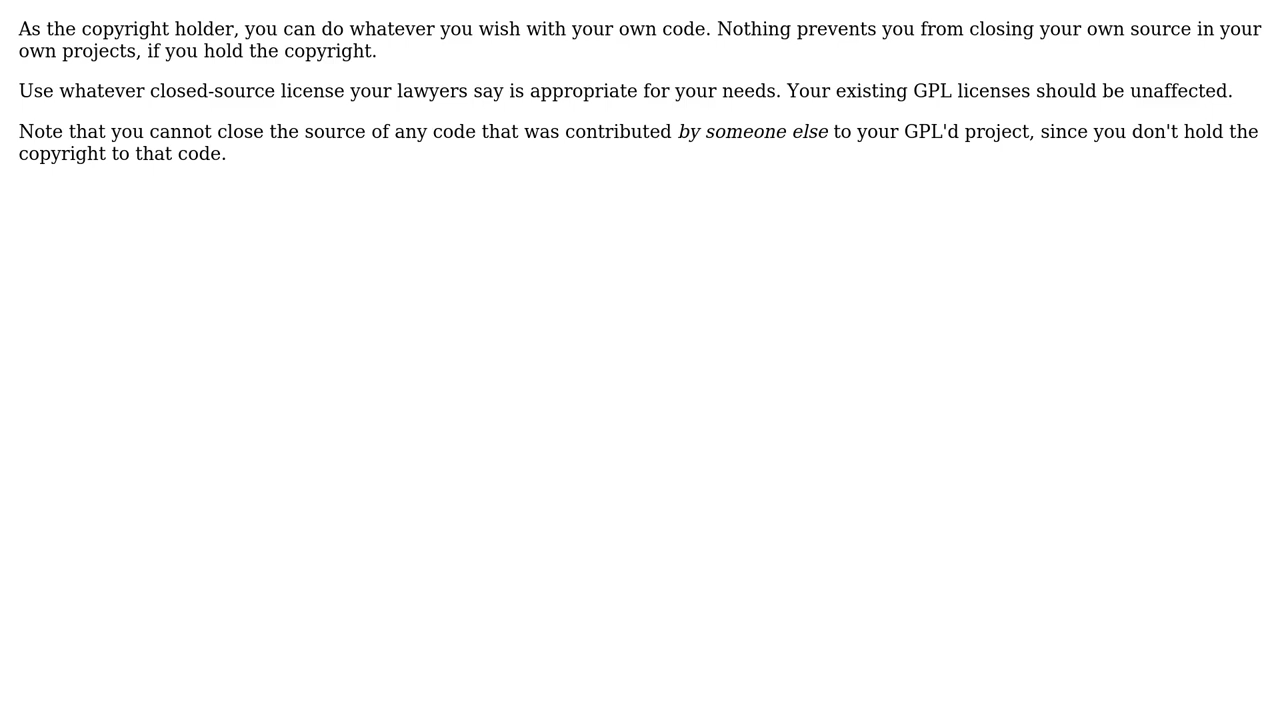 As the copyright holder, you can do whatever you wish with your own code. Nothing prevents you from closing your own source in your
own projects, if you hold the copyright.
Use whatever closed-source license your lawyers say is appropriate for your needs. Your existing GPL licenses should be unaffected.
Note that you cannot close the source of any code that was contributed by someone else to your GPL'd project, since you don't hold the
copyright to that code.